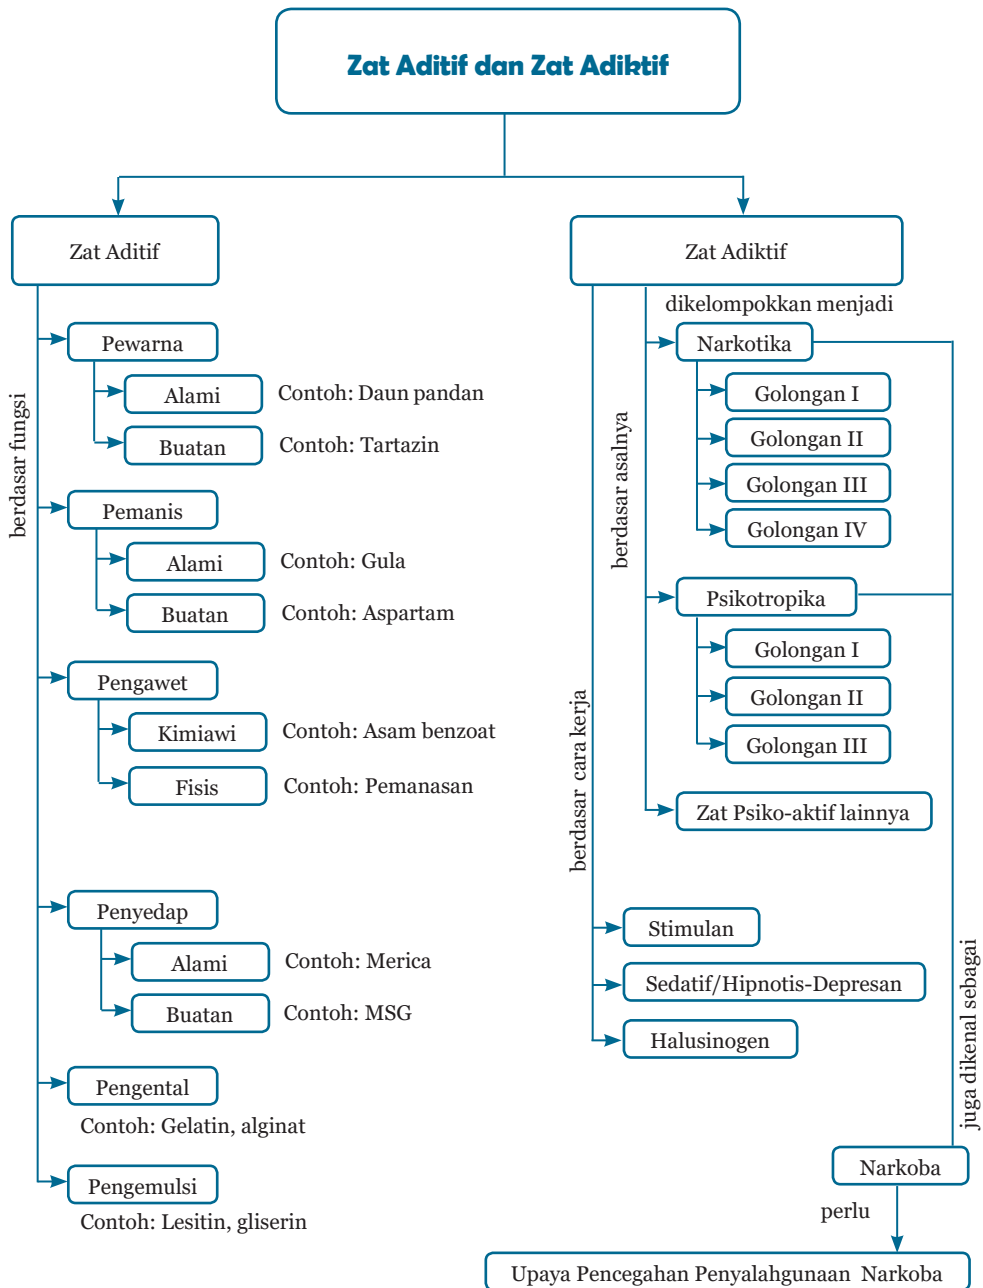 Zat Aditif dan Zat Adiktif
Zat Aditif
berdasar fungsi
Pewarna
Alami
Contoh: Daun pandan
Buatan
Contoh: Tartazin
Pemanis
Alami
Contoh: Gula
Buatan
Contoh: Aspartam
Pengawet
Kimiawi
Contoh: Asam benzoat
Fisis
Contoh: Pemanasan
Penyedap
Alami
Contoh: Merica
Buatan
Contoh: MSG
Pengental
Contoh: Gelatin, alginat
Pengemulsi
Contoh: Lesitin, gliserin
Zat Adiktif
dikelompokkan menjadi
berdasar asalnya
Narkotika
Golongan I
Golongan II
Golongan III
Golongan IV
Psikotropika
Golongan I
Golongan II
Golongan III
Zat Psiko-aktif lainnya
berdasar cara kerja
Stimulan
Sedatif/Hipnotis-Depresan
Halusinogen
juga dikenal sebagai
Narkoba
perlu
Upaya Pencegahan Penyalahgunaan Narkoba